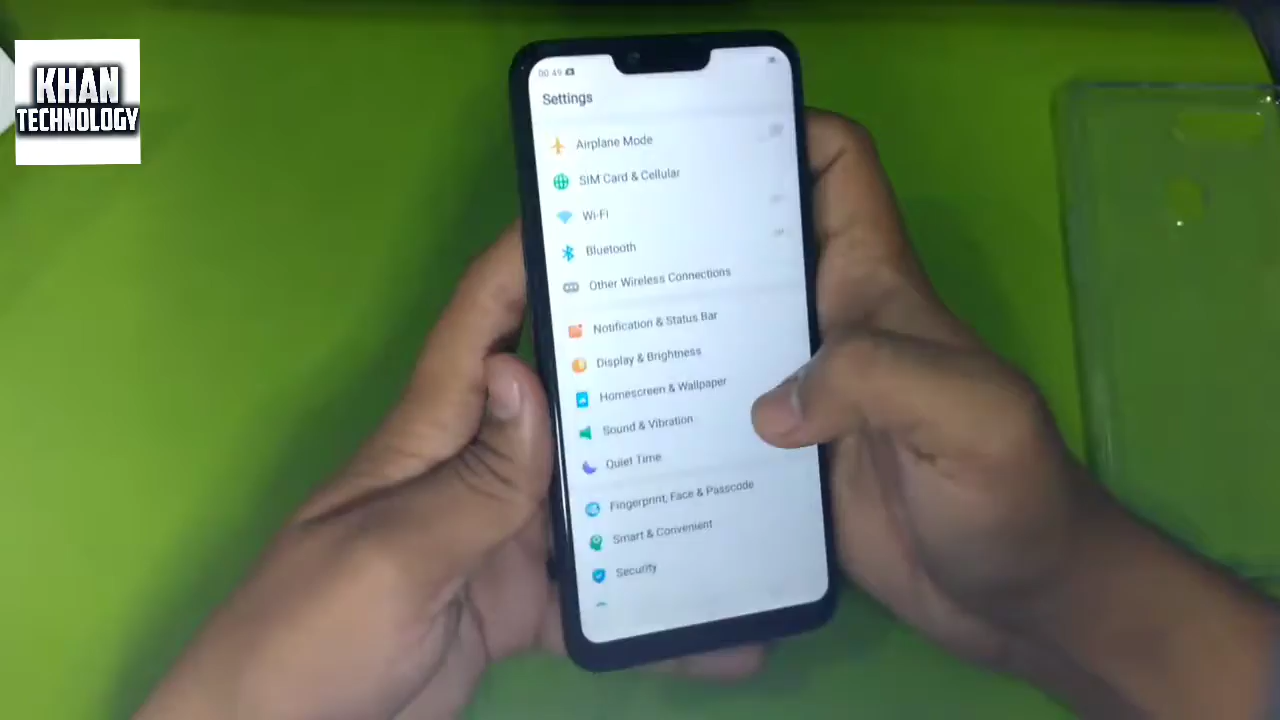 KHAN
TECHNOLOGY
00:49
Settings
Airplane Mode
SIM Card & Cellular
Wi-Fi
Bluetooth
Other Wireless Connections
Notification & Status Bar
Display & Brightness
Homescreen & Wallpaper
Sound & Vibration
Quiet Time
Fingerprint, Face & Passcode
Smart & Convenient
Security